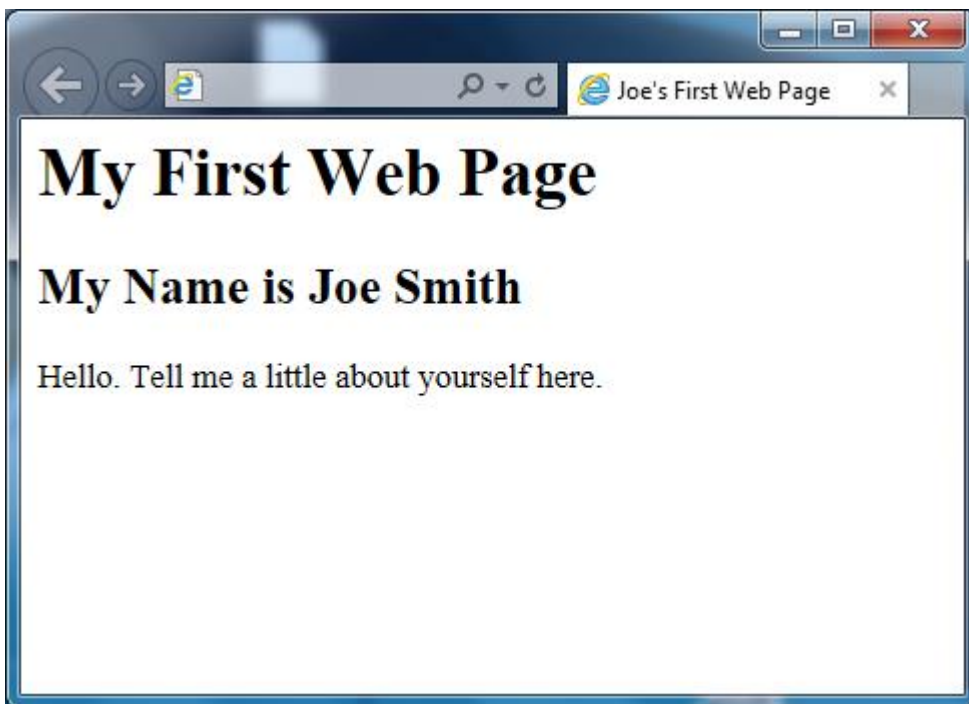 Joe's First Web Page
My First Web Page
My Name is Joe Smith
Hello. Tell me a little about yourself here.